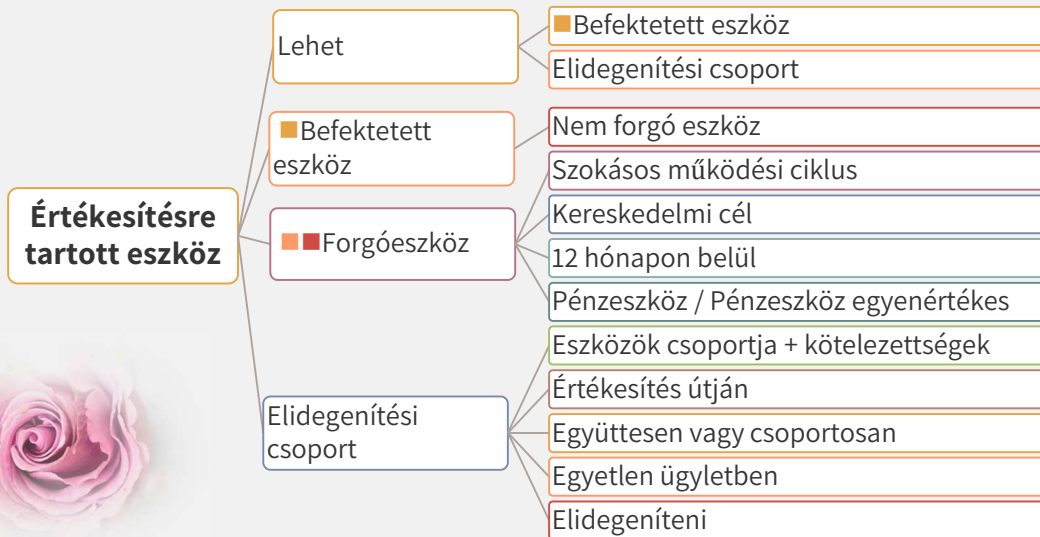 Értékesítésre
tartott eszköz
Lehet
Befektetett eszköz
Elidegenítési csoport
Befektetett
eszköz
Nem forgó eszköz
Forgóeszköz
Szokásos működési ciklus
Kereskedelmi cél
12 hónapon belül
Pénzeszköz / Pénzeszköz egyenértékes
Elidegenítési
csoport
Eszközök csoportja + kötelezettségek
Értékesítés útján
Együttesen vagy csoportosan
Egyetlen ügyletben
Elidegeníteni